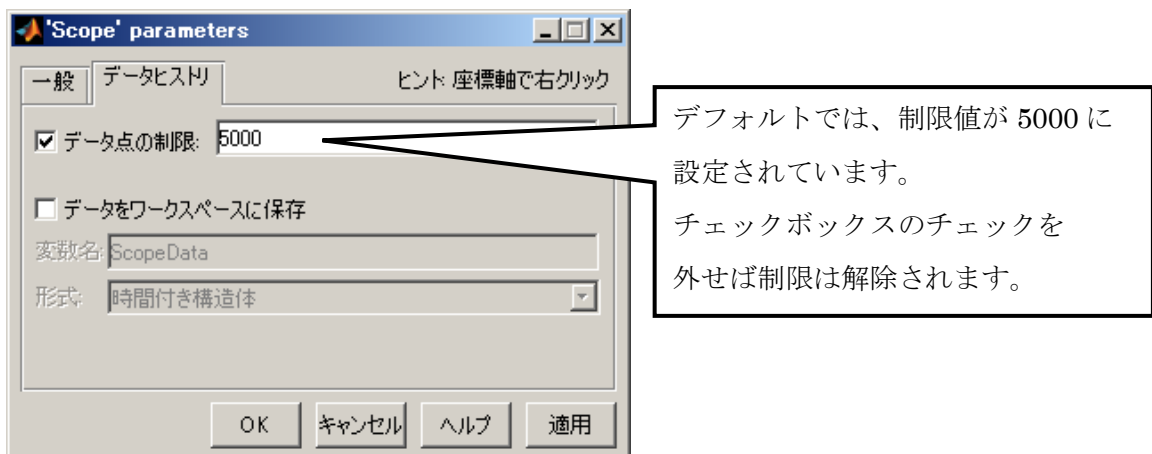 'Scope' parameters
一般 データヒストリ ヒント: 座標軸で右クリック
データ点の制限: 5000
データをワークスペースに保存
変数名: ScopeData
形式: 時間付き構造体
OK キャンセル ヘルプ 適用
デフォルトでは、制限値が 5000 に
設定されています。
チェックボックスのチェックを
外せば制限は解除されます。